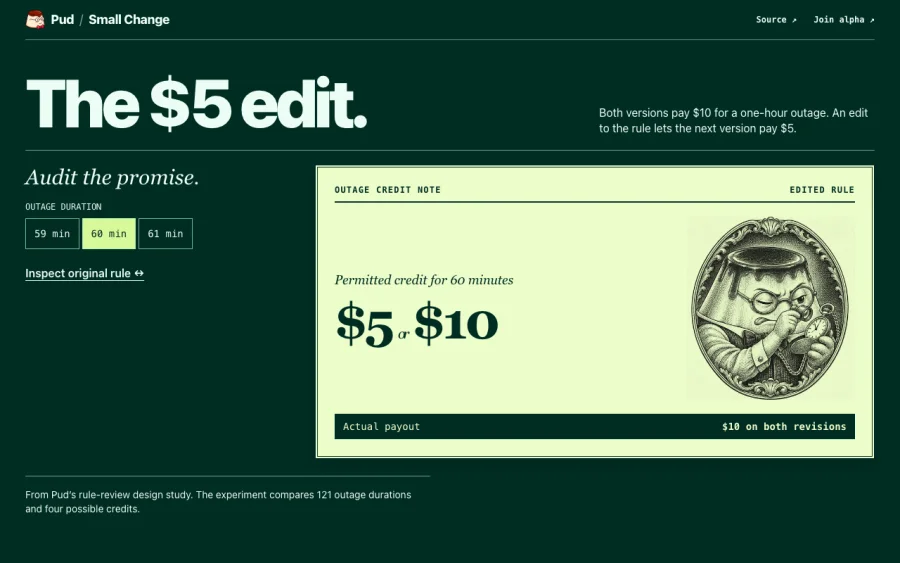 Pud / Small Change
Source ↗ Join alpha ↗
The $5 edit.
Both versions pay $10 for a one-hour outage. An edit
to the rule lets the next version pay $5.
Audit the promise.
OUTAGE DURATION
59 min 60 min 61 min
Inspect original rule ↔
OUTAGE CREDIT NOTE EDITED RULE
Permitted credit for 60 minutes
$5 or $10
Actual payout $10 on both revisions
From Pud's rule-review design study. The experiment compares 121 outage durations
and four possible credits.